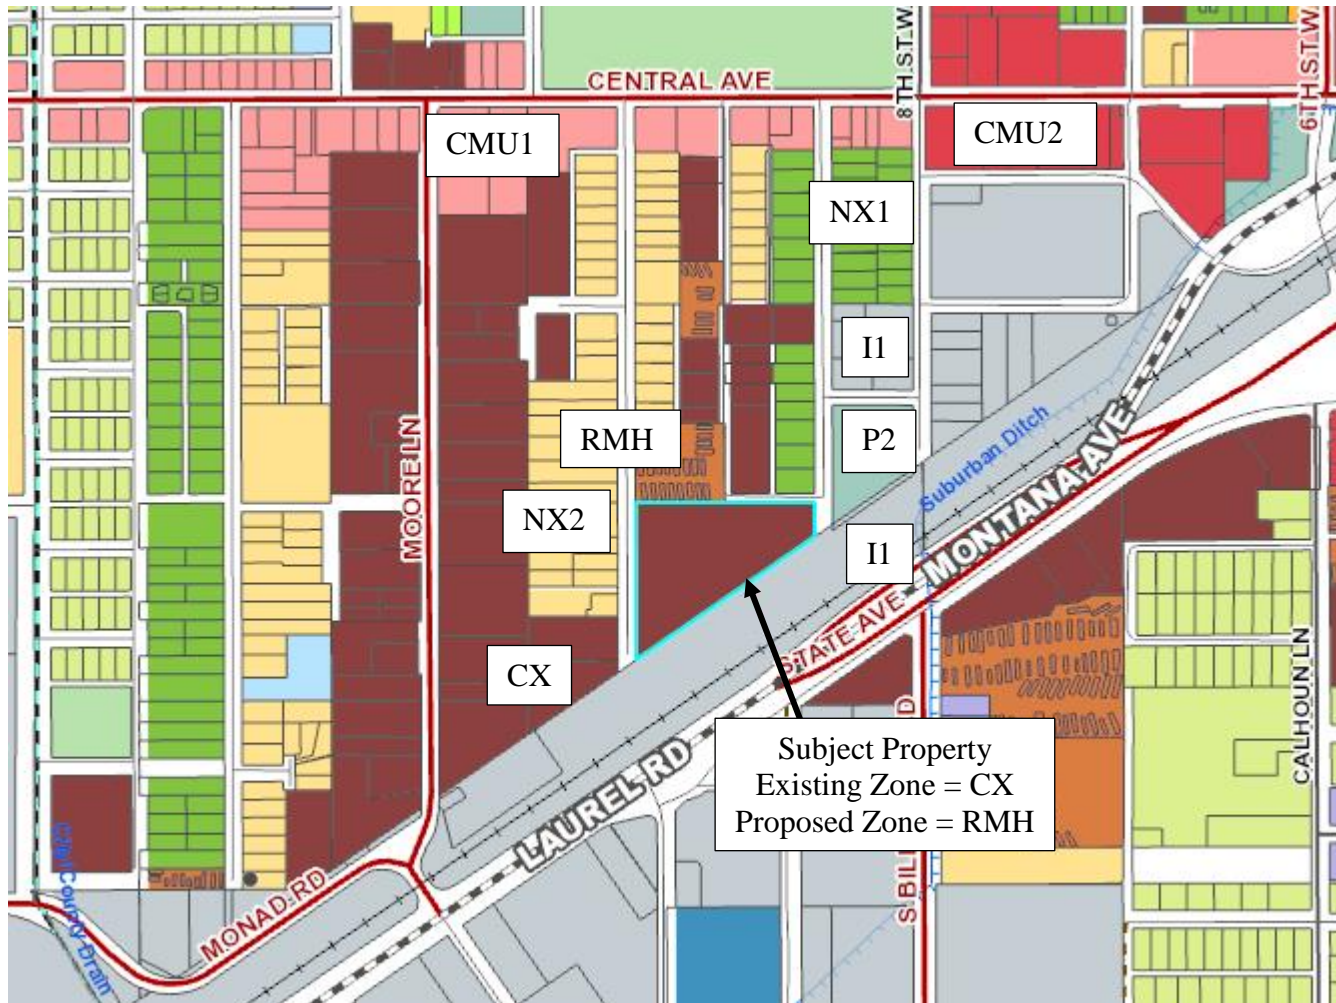 CENTRAL AVE
8TH ST W
6TH ST W
CMU1
CMU2
NX1
I1
RMH
P2
Suburban Ditch
MOORE LN
NX2
I1
MONTANA AVE
STATE AVE
CX
CALHOUN LN
Subject Property
Existing Zone = CX
Proposed Zone = RMH
LAUREL RD
S BIL
D
MONAD RD
County Drain